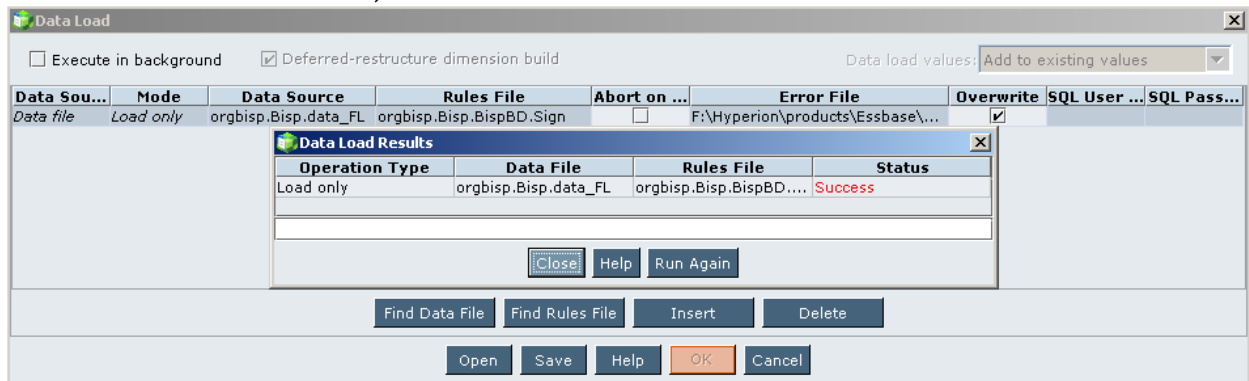 Data Load
Execute in background Deferred-restructure dimension build Data load values: Add to existing values
Data Sou... Mode Data Source Rules File Abort on ... Error File Overwrite SQL User ... SQL Pass...
Data file Load only orgbisp.Bisp.data_FL orgbisp.Bisp.BispBD.Sign F:\Hyperion\products\Essbase\...
Data Load Results
Operation Type Data File Rules File Status
Load only orgbisp.Bisp.data_FL orgbisp.Bisp.BispBD.... Success
Close Help Run Again
Find Data File Find Rules File Insert Delete
Open Save Help OK Cancel